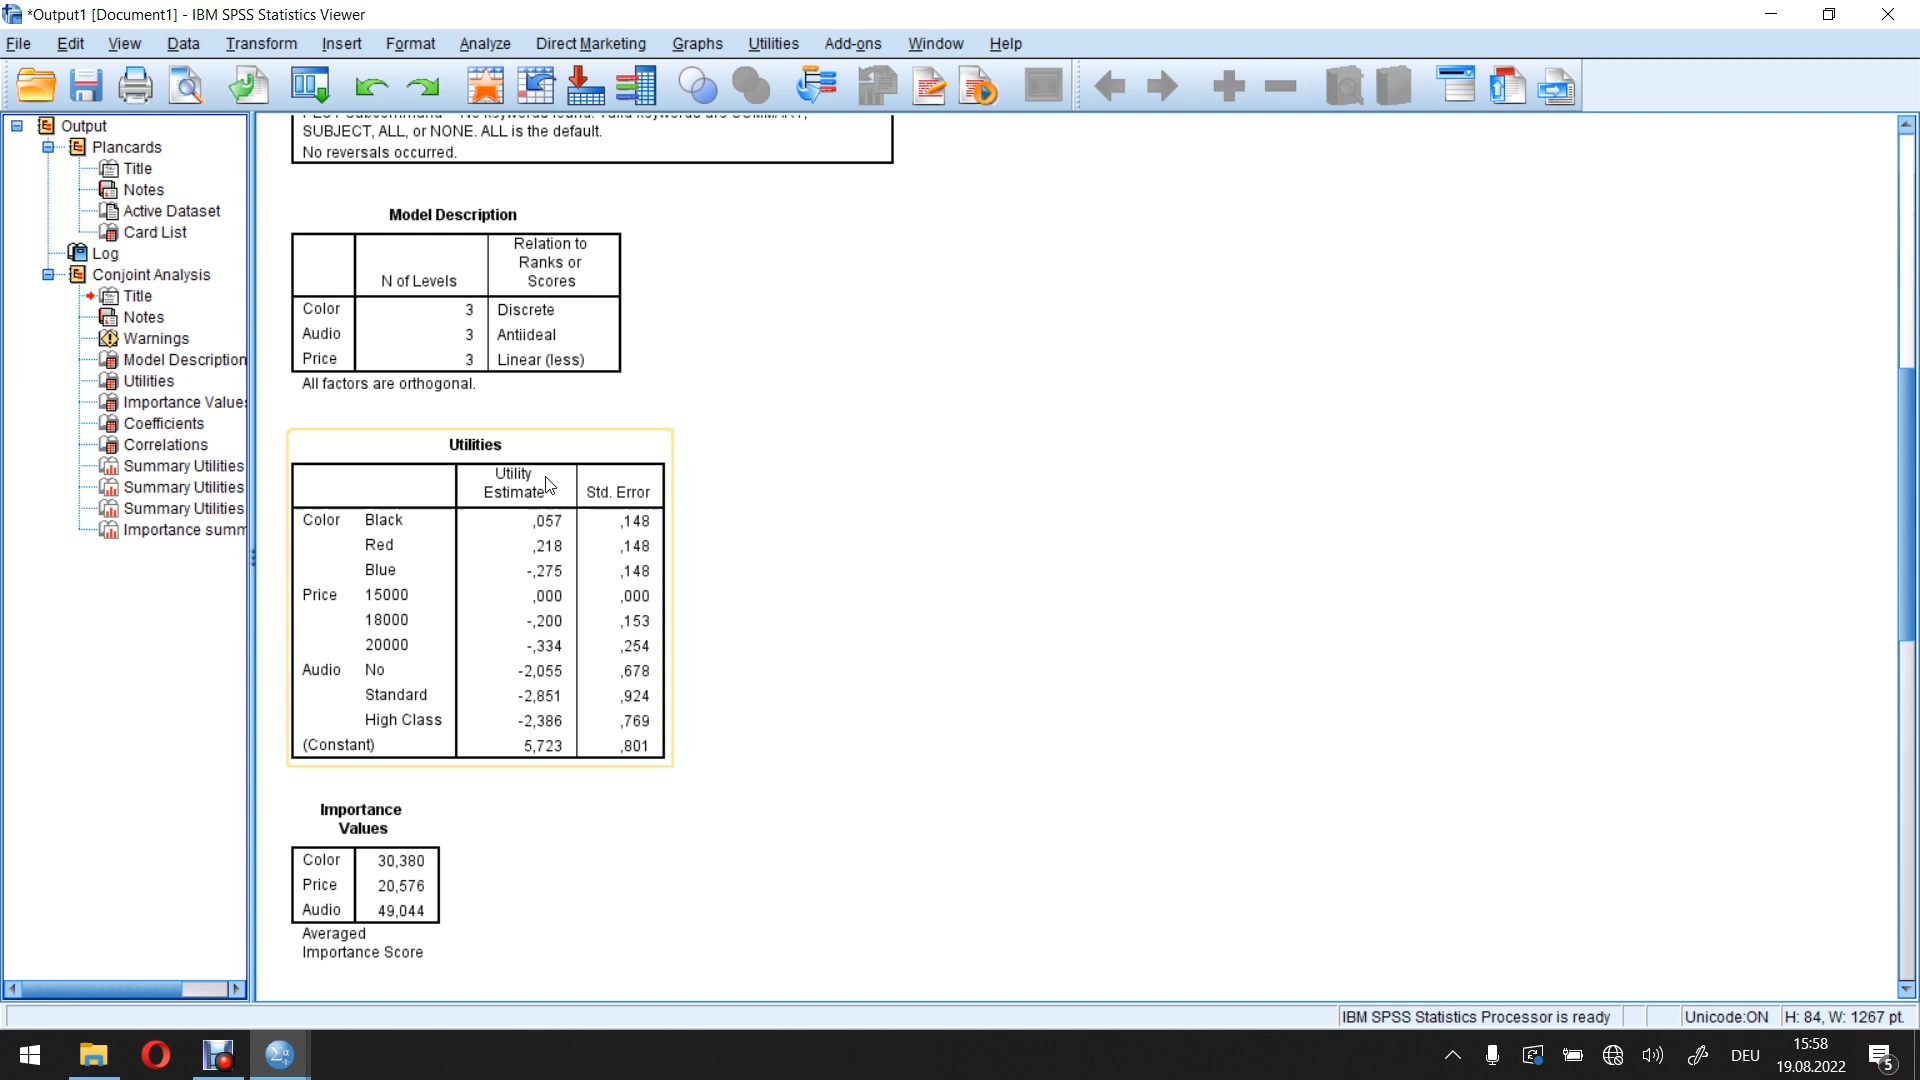 *Output1 [Document1] - IBM SPSS Statistics Viewer
File Edit View Data Transform Insert Format Analyze Direct Marketing Graphs Utilities Add-ons Window Help
Output
Plancards
Title
Notes
Active Dataset
Card List
Log
Conjoint Analysis
Title
Notes
Warnings
Model Description
Utilities
Importance Values
Coefficients
Correlations
Summary Utilities
Summary Utilities
Summary Utilities
Importance summ
SUBJECT, ALL, or NONE. ALL is the default.
No reversals occurred.
Model Description
N of Levels Relation to Ranks or Scores
Color 3 Discrete
Audio 3 Antiideal
Price 3 Linear (less)
All factors are orthogonal.
Utilities
Utility Estimate Std. Error
Color Black ,057 ,148
Red ,218 ,148
Blue -,275 ,148
Price 15000 ,000 ,000
18000 -,200 ,153
20000 -,334 ,254
Audio No -2,055 ,678
Standard -2,851 ,924
High Class -2,386 ,769
(Constant) 5,723 ,801
Importance
Values
Color 30,380
Price 20,576
Audio 49,044
Averaged
Importance Score
IBM SPSS Statistics Processor is ready Unicode:ON H: 84, W: 1267 pt.
DEU 15:58
19.08.2022
5